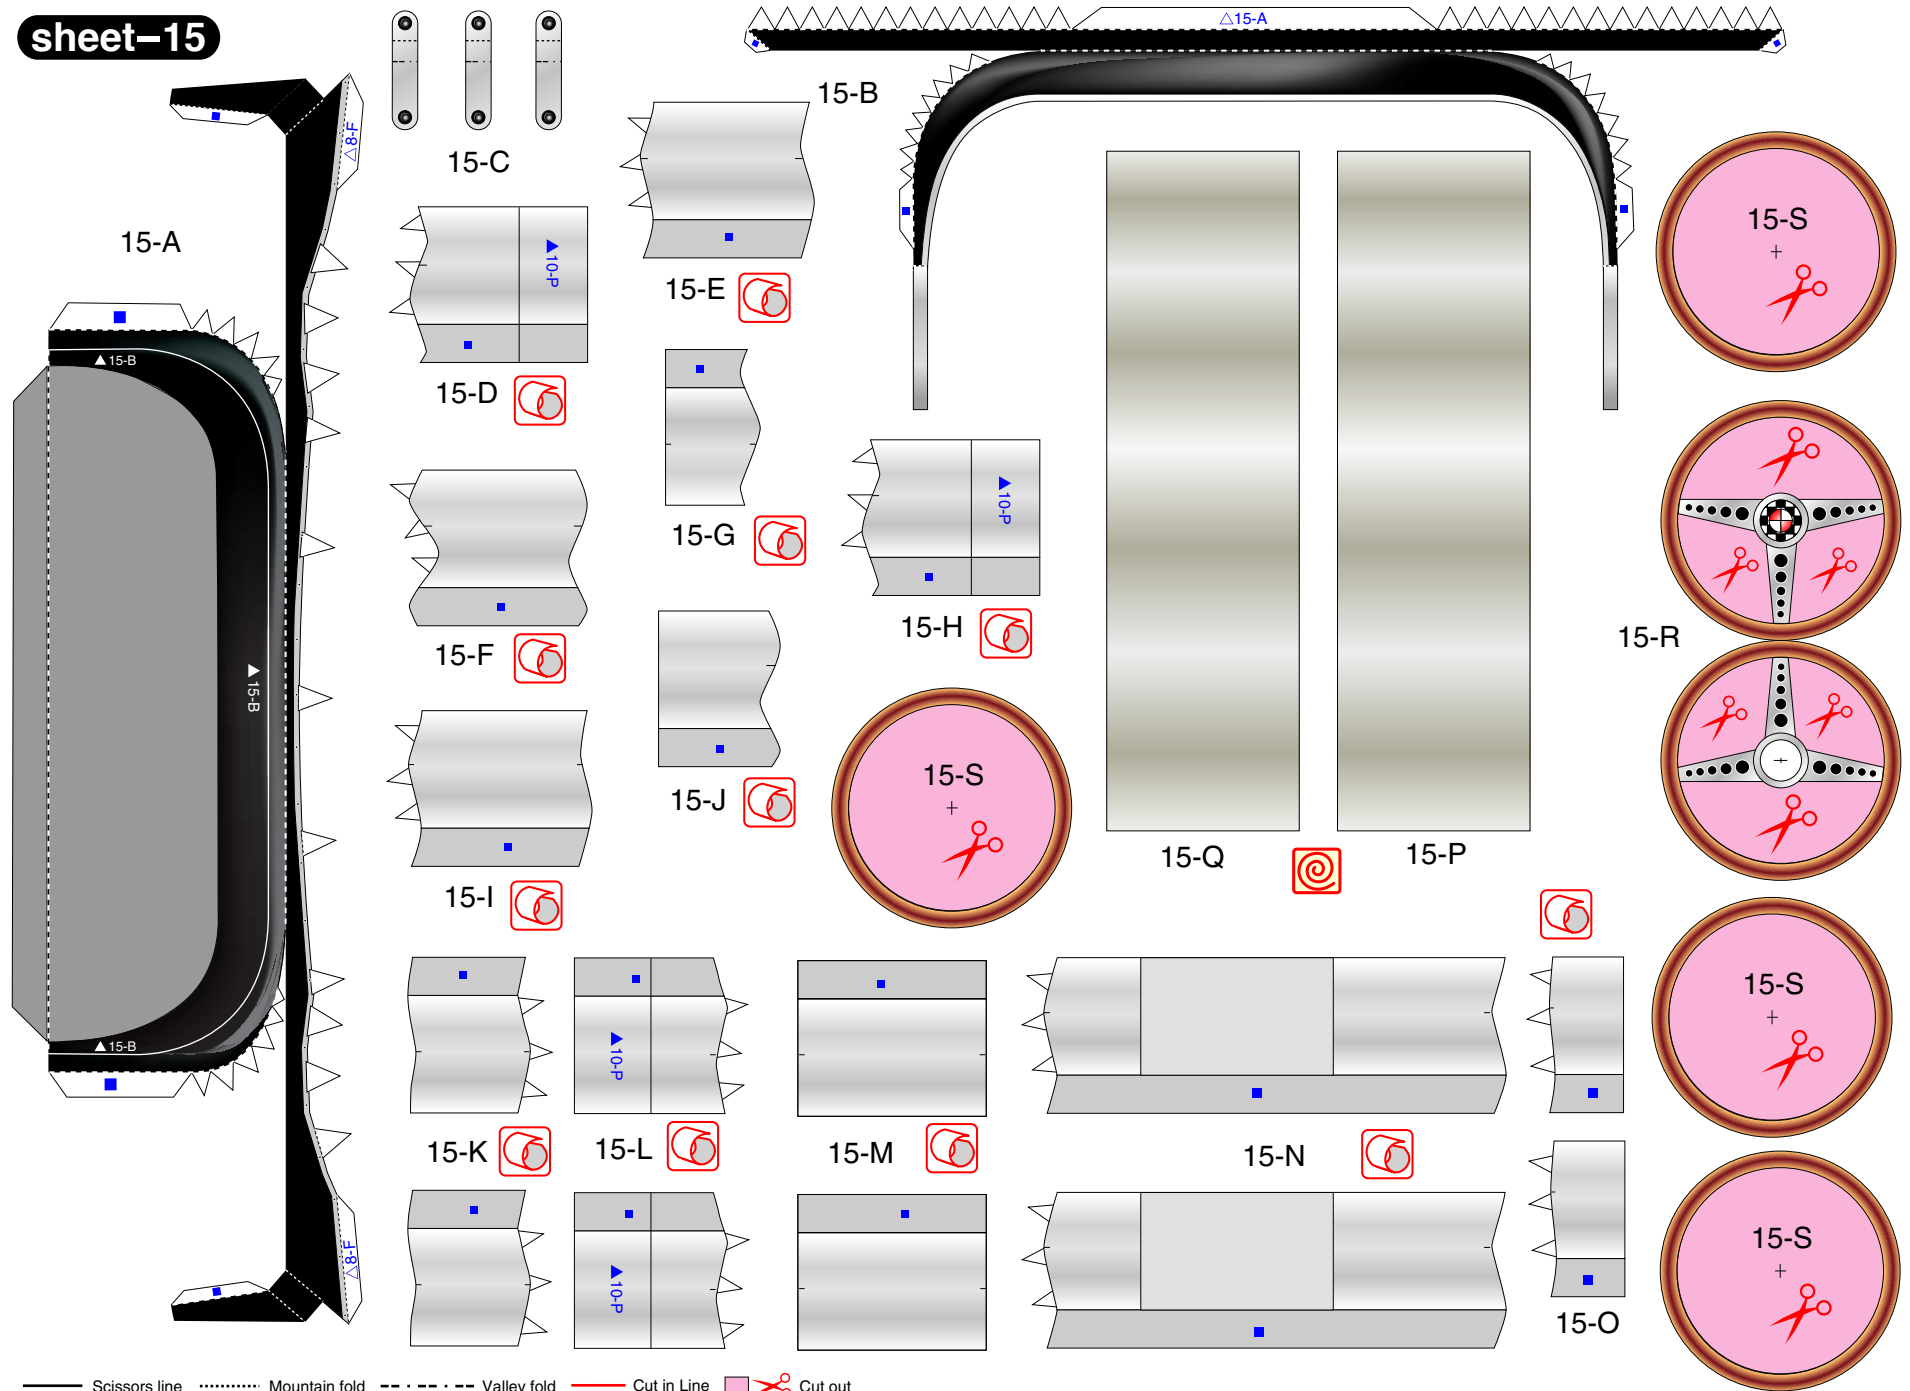 sheet-15
△15-A
15-B
15-C
△8-F
15-A
15-S
▲10-P
15-E
▲15-B
15-D
▲10-P
15-G
15-H
15-R
15-F
▲15-B
15-S
15-J
15-Q
15-P
15-I
15-S
▲15-B
▲10-P
15-K
15-L
15-M
15-N
15-S
△8-F
▲10-P
15-O
Scissors line
Mountain fold
Valley fold
Cut in Line
Cut out